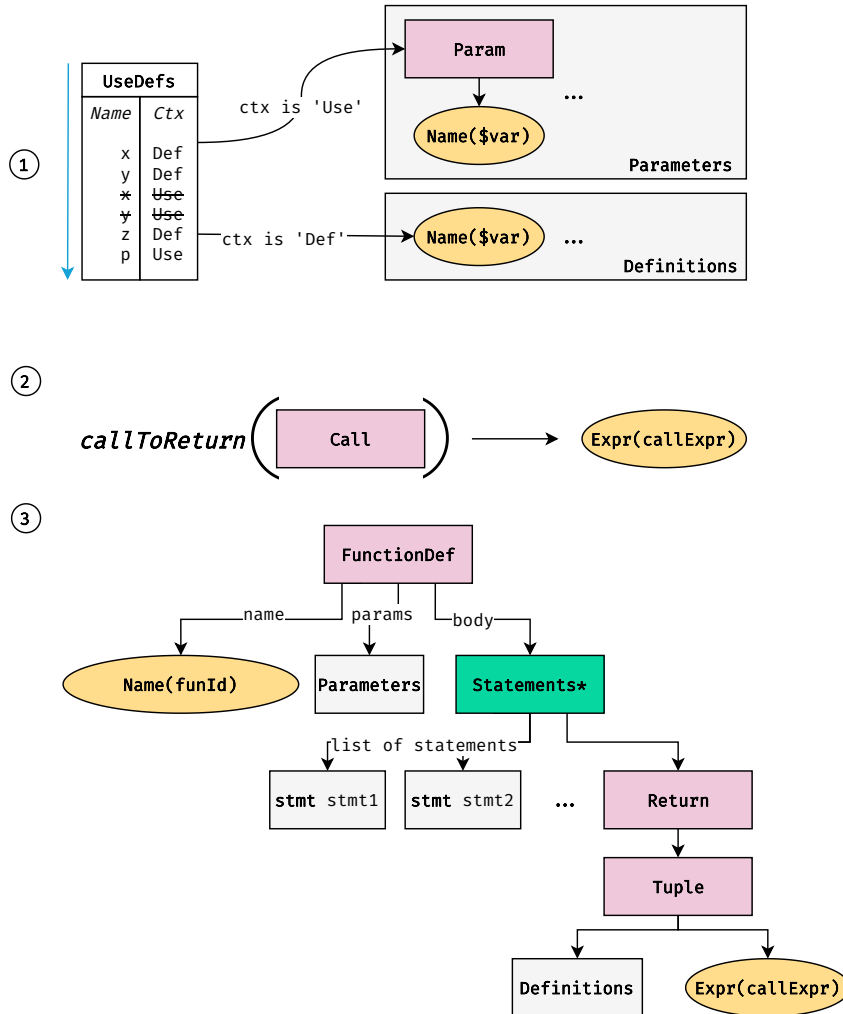 1
UseDefs
Name Ctx
x Def
y Def
x Use
y Use
z Def
p Use
ctx is 'Use'
Param
...
Name($var)
Parameters
ctx is 'Def'
Name($var)
...
Definitions
2
callToReturn( Call )
Expr(callExpr)
3
FunctionDef
name params body
Name(funId) Parameters Statements*
list of statements
stmt stmt1 stmt stmt2 ... Return
Tuple
Definitions Expr(callExpr)